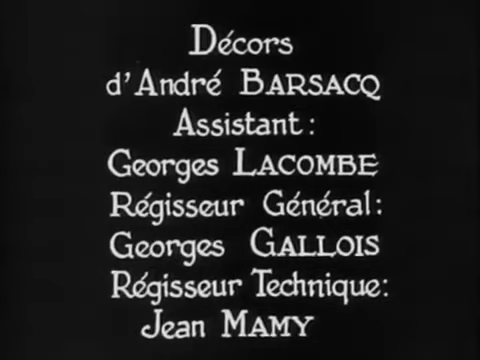 Décors
d'André BARSACQ
Assistant :
Georges LACOMBE
Régisseur Général :
Georges GALLOIS
Régisseur Technique :
Jean MAMY